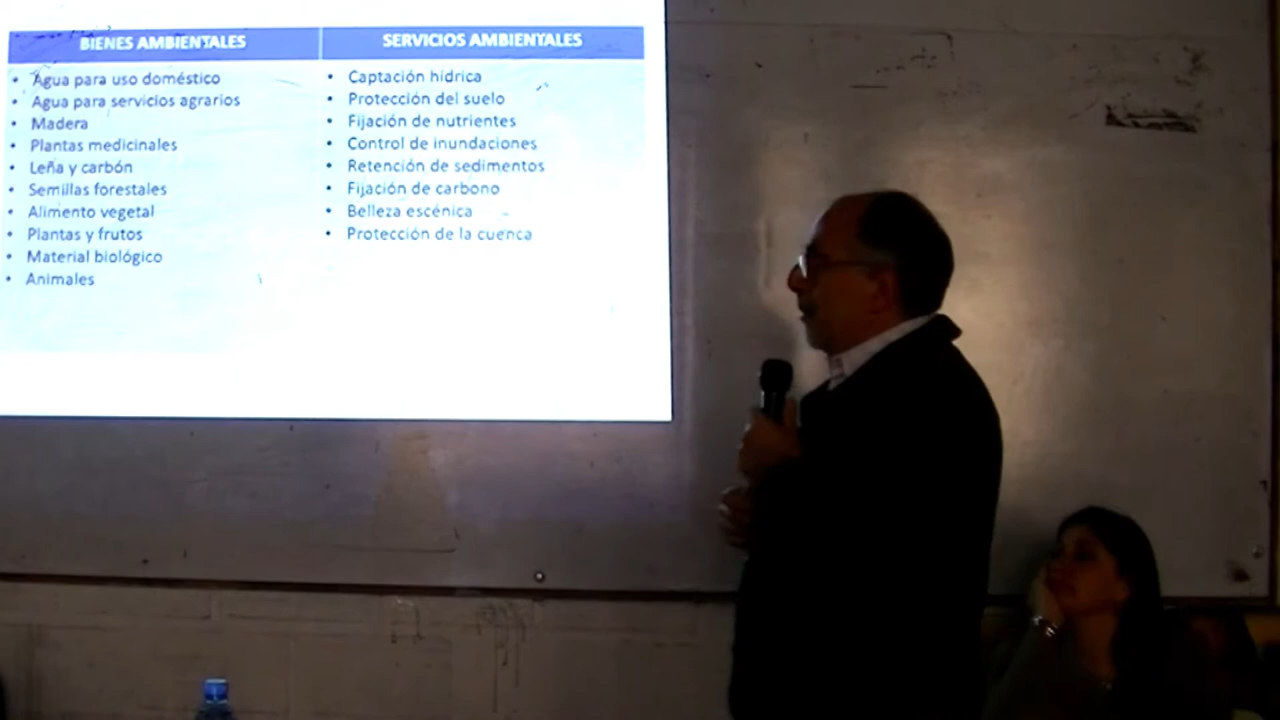 BIENES AMBIENTALES
• Agua para uso doméstico
• Agua para servicios agrarios
• Madera
• Plantas medicinales
• Leña y carbón
• Semillas forestales
• Alimento vegetal
• Plantas y frutos
• Material biológico
• Animales
SERVICIOS AMBIENTALES
• Captación hídrica
• Protección del suelo
• Fijación de nutrientes
• Control de inundaciones
• Retención de sedimentos
• Fijación de carbono
• Belleza escénica
• Protección de la cuenca